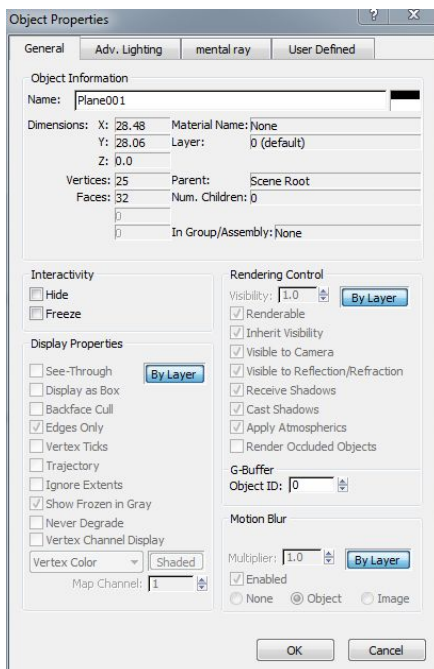 Object Properties
General Adv. Lighting mental ray User Defined
Object Information
Name: Plane001
Dimensions: X: 28.48 Material Name: None
Y: 28.06 Layer: 0 (default)
Z: 0.0
Vertices: 25 Parent: Scene Root
Faces: 32 Num. Children: 0
0
0 In Group/Assembly: None
Interactivity
Hide
Freeze
Display Properties
See-Through By Layer
Display as Box
Backface Cull
Edges Only
Vertex Ticks
Trajectory
Ignore Extents
Show Frozen in Gray
Never Degrade
Vertex Channel Display
Vertex Color Shaded
Map Channel: 1
Rendering Control
Visibility: 1.0 By Layer
Renderable
Inherit Visibility
Visible to Camera
Visible to Reflection/Refraction
Receive Shadows
Cast Shadows
Apply Atmospherics
Render Occluded Objects
G-Buffer
Object ID: 0
Motion Blur
Multiplier: 1.0 By Layer
Enabled
None Object Image
OK Cancel